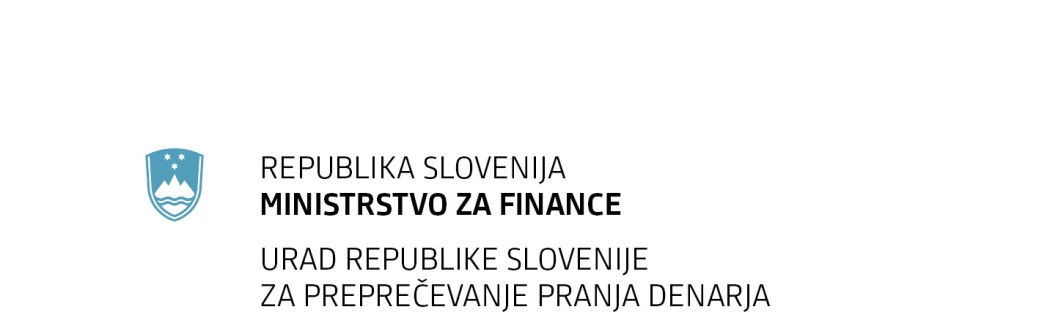 REPUBLIKA SLOVENIJA
MINISTRSTVO ZA FINANCE
URAD REPUBLIKE SLOVENIJE
ZA PREPREČEVANJE PRANJA DENARJA